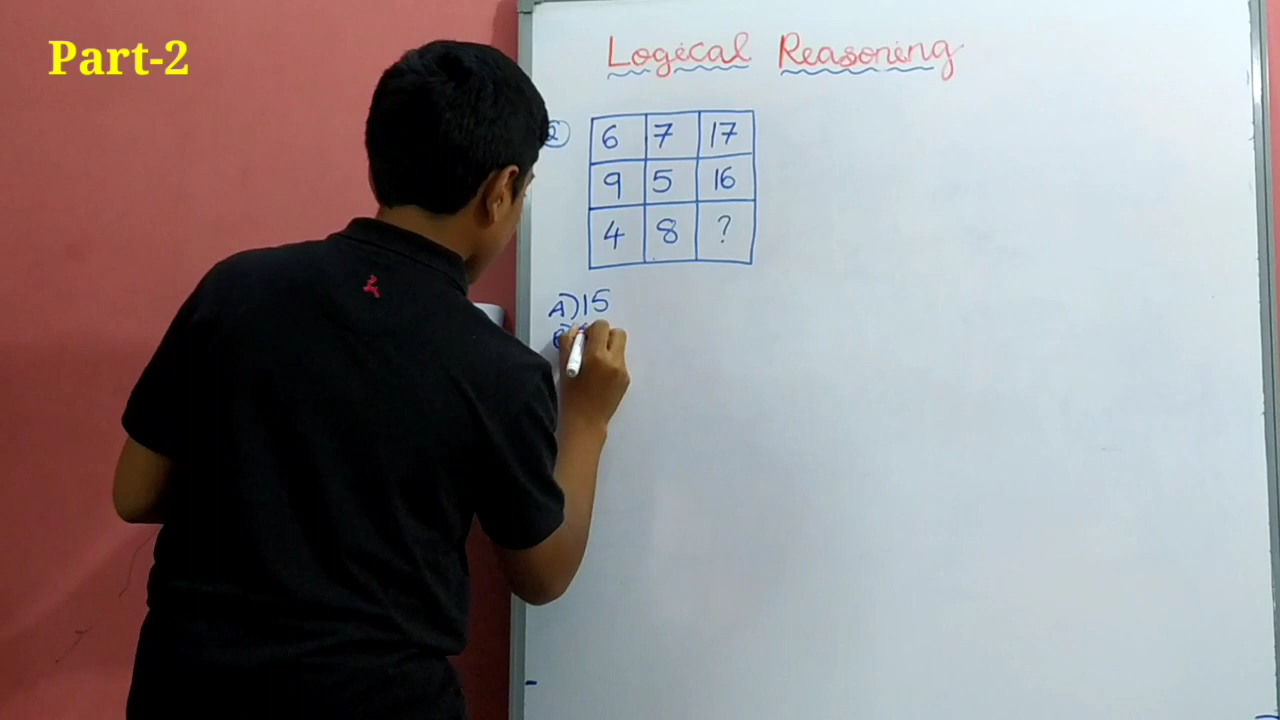 Part-2
Logical Reasoning
2
6 7 17
9 5 16
4 8 ?
A) 15